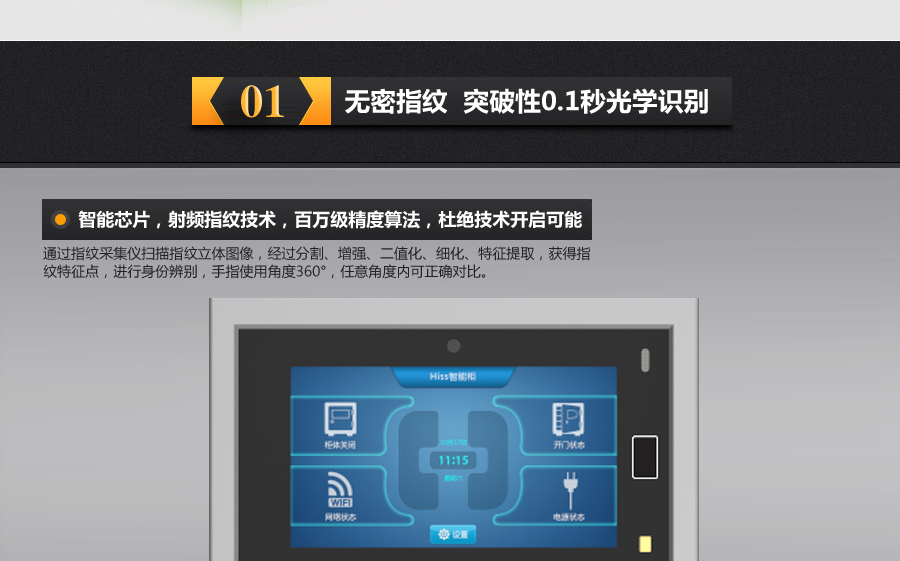 01
无密指纹 突破性0.1秒光学识别
智能芯片，射频指纹技术，百万级精度算法，杜绝技术开启可能
通过指纹采集仪扫描指纹立体图像，经过分割、增强、二值化、细化、特征提取，获得指
纹特征点，进行身份辨别，手指使用角度360°，任意角度内可正确对比。
Hiss智能柜
柜体关闭
开门状态
11:15
WIFI
网络状态
电源状态
设置